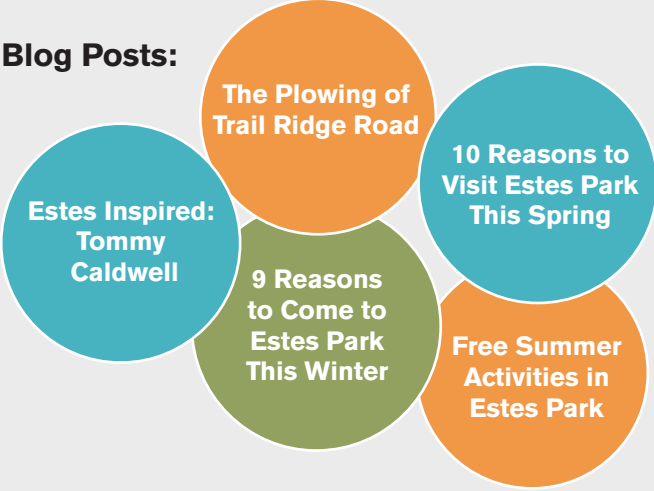 Blog Posts:
The Plowing of
Trail Ridge Road
10 Reasons to
Visit Estes Park
This Spring
Estes Inspired:
Tommy
Caldwell
9 Reasons
to Come to
Estes Park
This Winter
Free Summer
Activities in
Estes Park